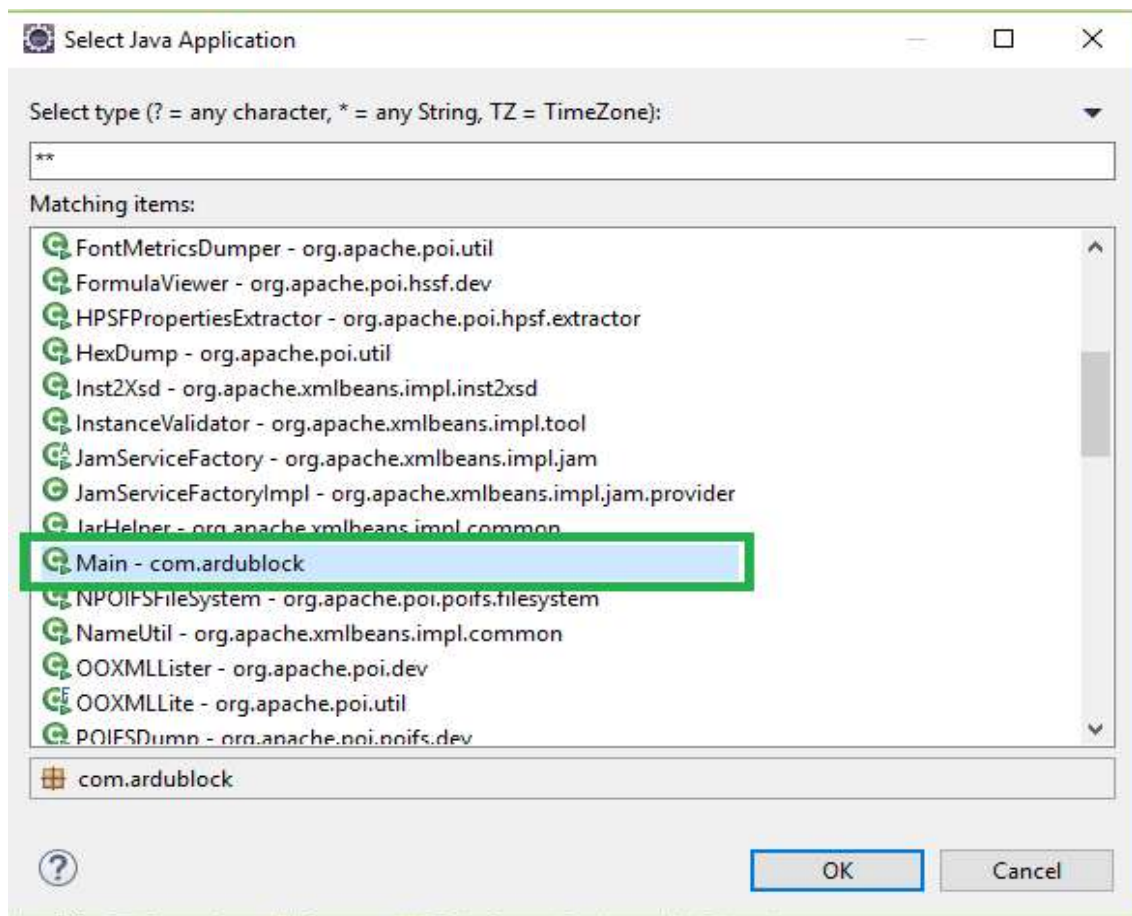 Select Java Application
Select type (? = any character, * = any String, TZ = TimeZone):
**
Matching items:
FontMetricsDumper - org.apache.poi.util
FormulaViewer - org.apache.poi.hssf.dev
HPSFPropertiesExtractor - org.apache.poi.hpsf.extractor
HexDump - org.apache.poi.util
Inst2Xsd - org.apache.xmlbeans.impl.inst2xsd
InstanceValidator - org.apache.xmlbeans.impl.tool
JamServiceFactory - org.apache.xmlbeans.impl.jam
JamServiceFactoryImpl - org.apache.xmlbeans.impl.jam.provider
JarHelper - org.apache.xmlbeans.impl.common
Main - com.ardublock
NPOIFSFileSystem - org.apache.poi.poifs.filesystem
NameUtil - org.apache.xmlbeans.impl.common
OOXMLLister - org.apache.poi.dev
OOXMLLite - org.apache.poi.util
POIFSDump - org.apache.poi.poifs.dev
com.ardublock
OK Cancel